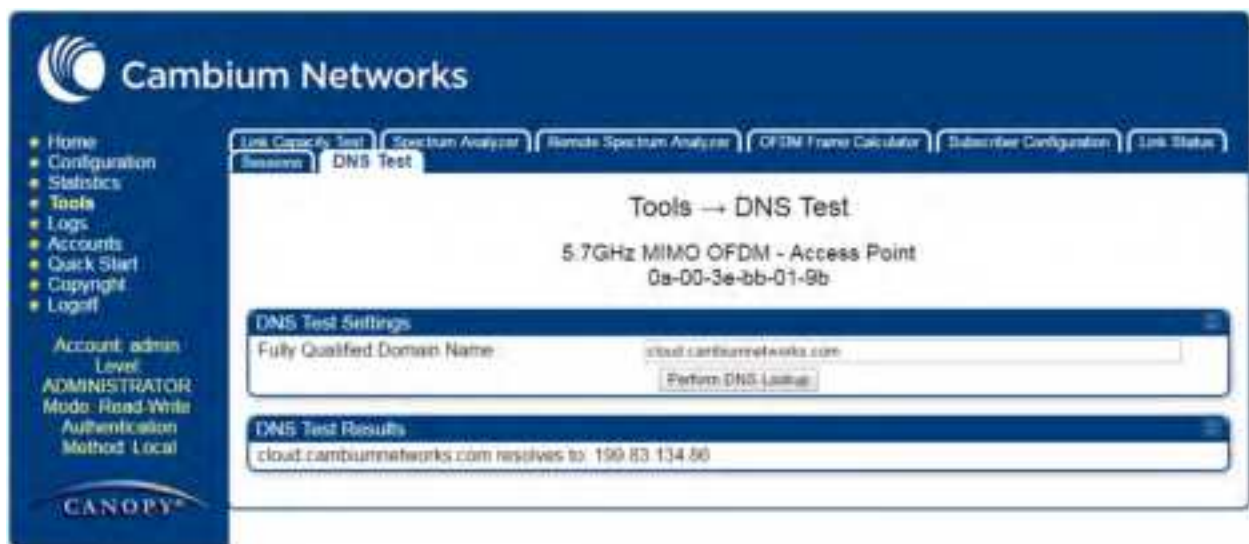 Cambium Networks
Home
Configuration
Statistics
Tools
Logs
Accounts
Quick Start
Copyright
Logoff
Account: admin
Level:
ADMINISTRATOR
Mode: Read-Write
Authentication
Method: Local
CANOPY®
Link Capacity Test
Spectrum Analyzer
Remote Spectrum Analyzer
OFDM Frame Calculator
Subscriber Configuration
Link Status
Sessions
DNS Test
Tools → DNS Test
5.7GHz MIMO OFDM - Access Point
0a-00-3e-bb-01-9b
DNS Test Settings
Fully Qualified Domain Name
cloud.cambiumnetworks.com
Perform DNS Lookup
DNS Test Results
cloud.cambiumnetworks.com resolves to: 199.83.134.86